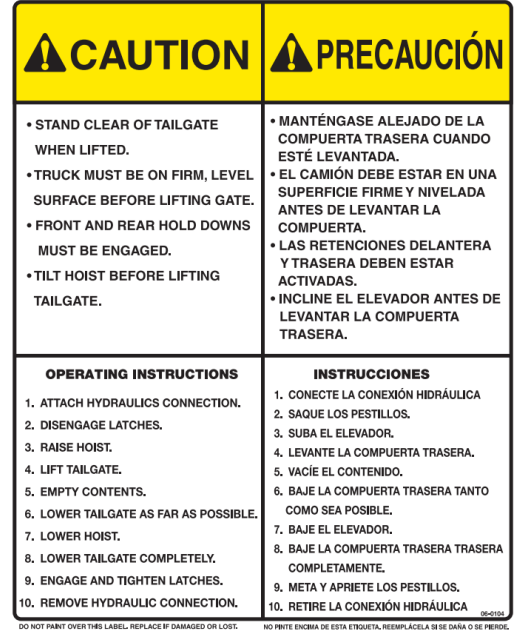 CAUTION
• STAND CLEAR OF TAILGATE
WHEN LIFTED.
• TRUCK MUST BE ON FIRM, LEVEL
SURFACE BEFORE LIFTING GATE.
• FRONT AND REAR HOLD DOWNS
MUST BE ENGAGED.
• TILT HOIST BEFORE LIFTING
TAILGATE.
PRECAUCIÓN
• MANTÉNGASE ALEJADO DE LA
COMPUERTA TRASERA CUANDO
ESTÉ LEVANTADA.
• EL CAMIÓN DEBE ESTAR EN UNA
SUPERFICIE FIRME Y NIVELADA
ANTES DE LEVANTAR LA
COMPUERTA.
• LAS RETENCIONES DELANTERA
Y TRASERA DEBEN ESTAR
ACTIVADAS.
• INCLINE EL ELEVADOR ANTES DE
LEVANTAR LA COMPUERTA
TRASERA.
OPERATING INSTRUCTIONS
1. ATTACH HYDRAULICS CONNECTION.
2. DISENGAGE LATCHES.
3. RAISE HOIST.
4. LIFT TAILGATE.
5. EMPTY CONTENTS.
6. LOWER TAILGATE AS FAR AS POSSIBLE.
7. LOWER HOIST.
8. LOWER TAILGATE COMPLETELY.
9. ENGAGE AND TIGHTEN LATCHES.
10. REMOVE HYDRAULIC CONNECTION.
INSTRUCCIONES
1. CONECTE LA CONEXIÓN HIDRÁULICA
2. SAQUE LOS PESTILLOS.
3. SUBA EL ELEVADOR.
4. LEVANTE LA COMPUERTA TRASERA.
5. VACÍE EL CONTENIDO.
6. BAJE LA COMPUERTA TRASERA TANTO
COMO SEA POSIBLE.
7. BAJE EL ELEVADOR.
8. BAJE LA COMPUERTA TRASERA TRASERA
COMPLETAMENTE.
9. META Y APRIETE LOS PESTILLOS.
10. RETIRE LA CONEXIÓN HIDRÁULICA
06-0104
DO NOT PAINT OVER THIS LABEL. REPLACE IF DAMAGED OR LOST.
NO PINTE ENCIMA DE ESTA ETIQUETA. REEMPLÁCELA SI SE DAÑA O SE PIERDE.